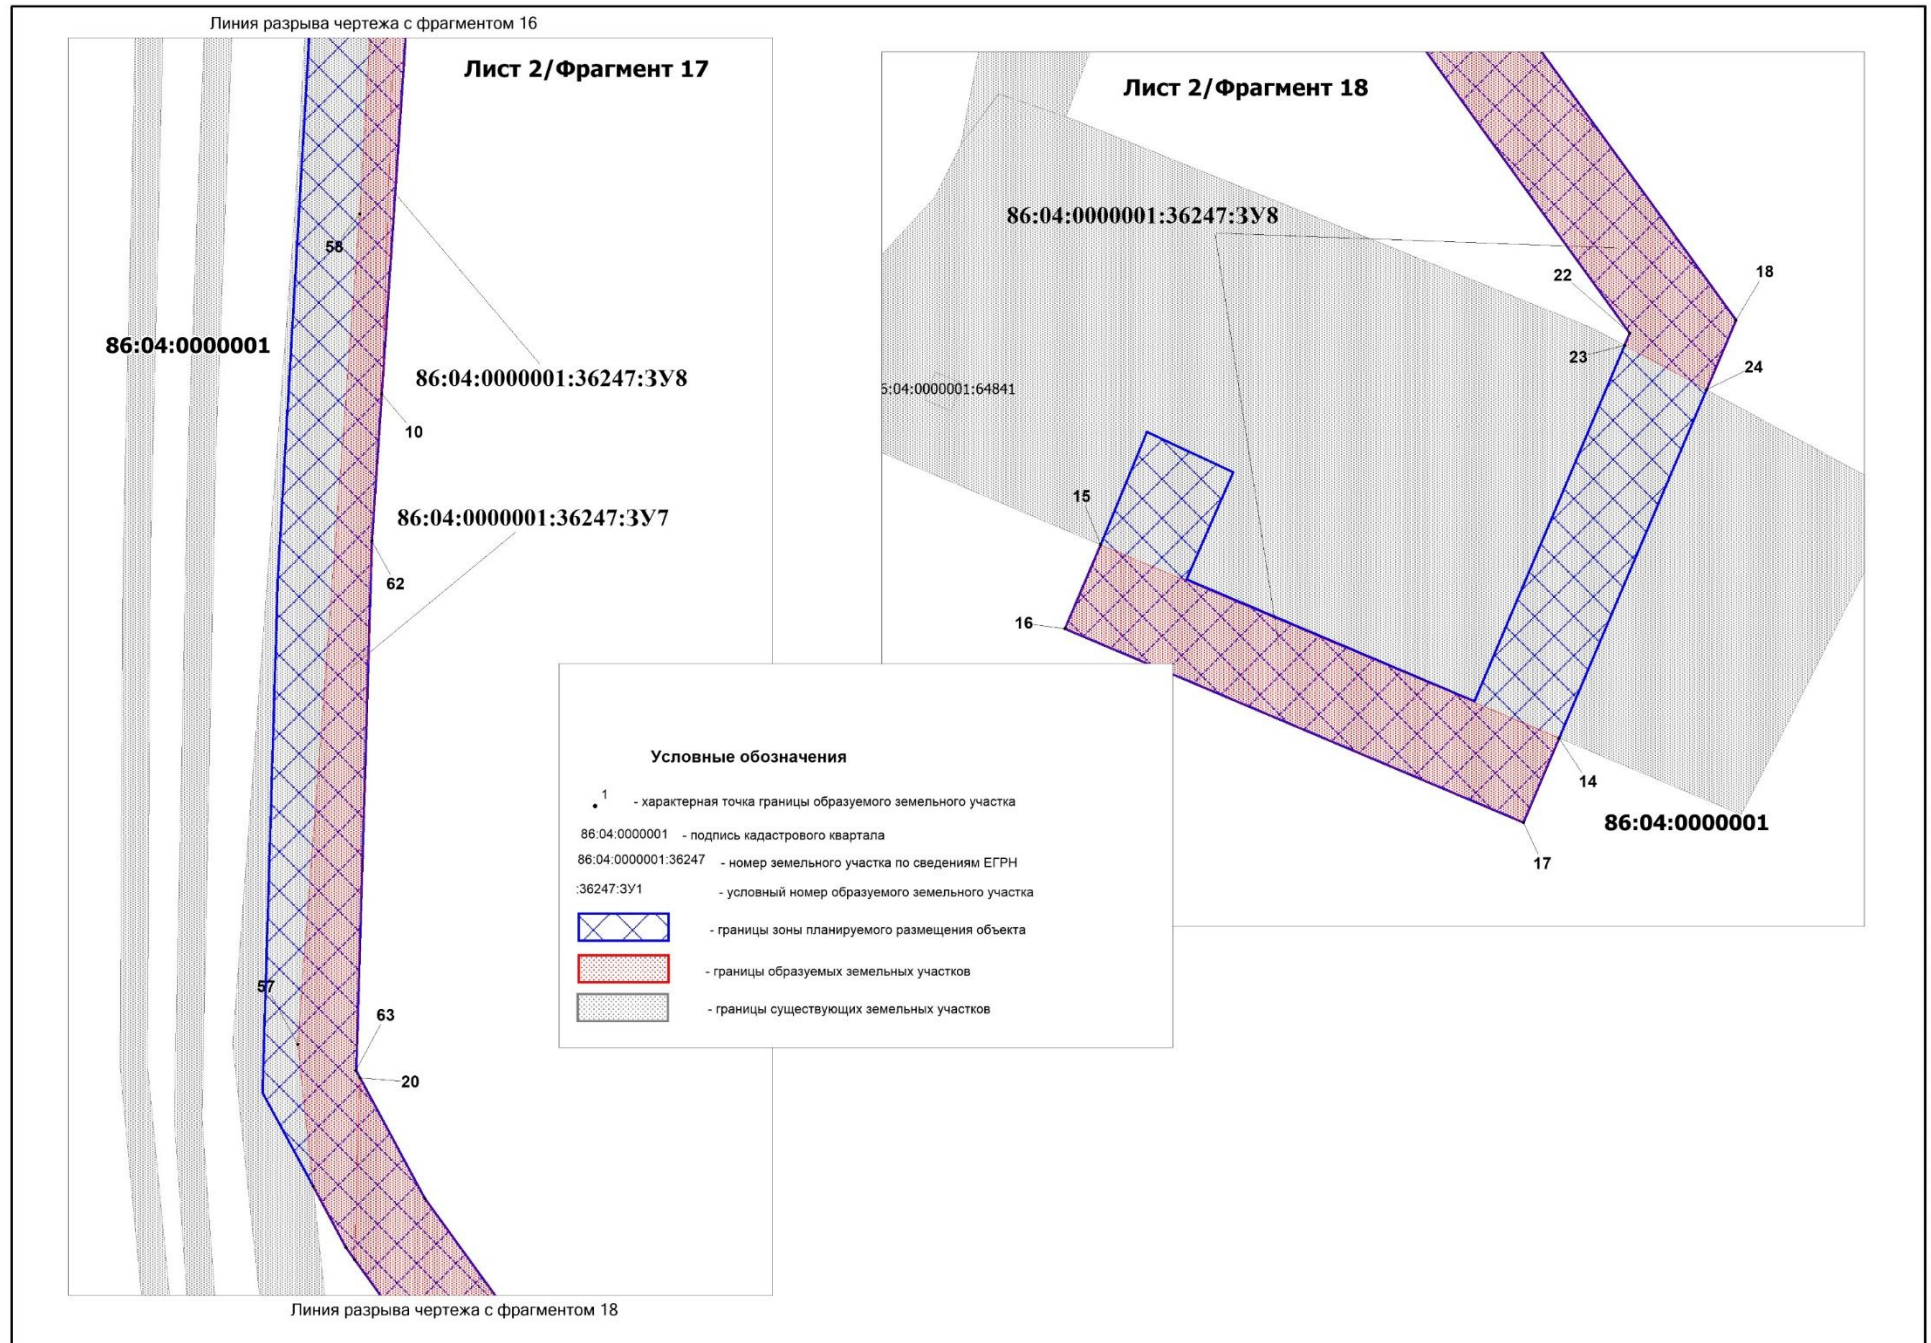 Линия разрыва чертежа с фрагментом 16
Лист 2/Фрагмент 17
58
86:04:0000001
86:04:0000001:36247:ЗУ8
10
86:04:0000001:36247:ЗУ7
62
57
63
20
Линия разрыва чертежа с фрагментом 18
Лист 2/Фрагмент 18
86:04:0000001:36247:ЗУ8
22
18
23
24
6:04:0000001:64841
15
16
14
86:04:0000001
17
Условные обозначения
1 - характерная точка границы образуемого земельного участка
86:04:0000001 - подпись кадастрового квартала
86:04:0000001:36247 - номер земельного участка по сведениям ЕГРН
:36247:ЗУ1 - условный номер образуемого земельного участка
- границы зоны планируемого размещения объекта
- границы образуемых земельных участков
- границы существующих земельных участков